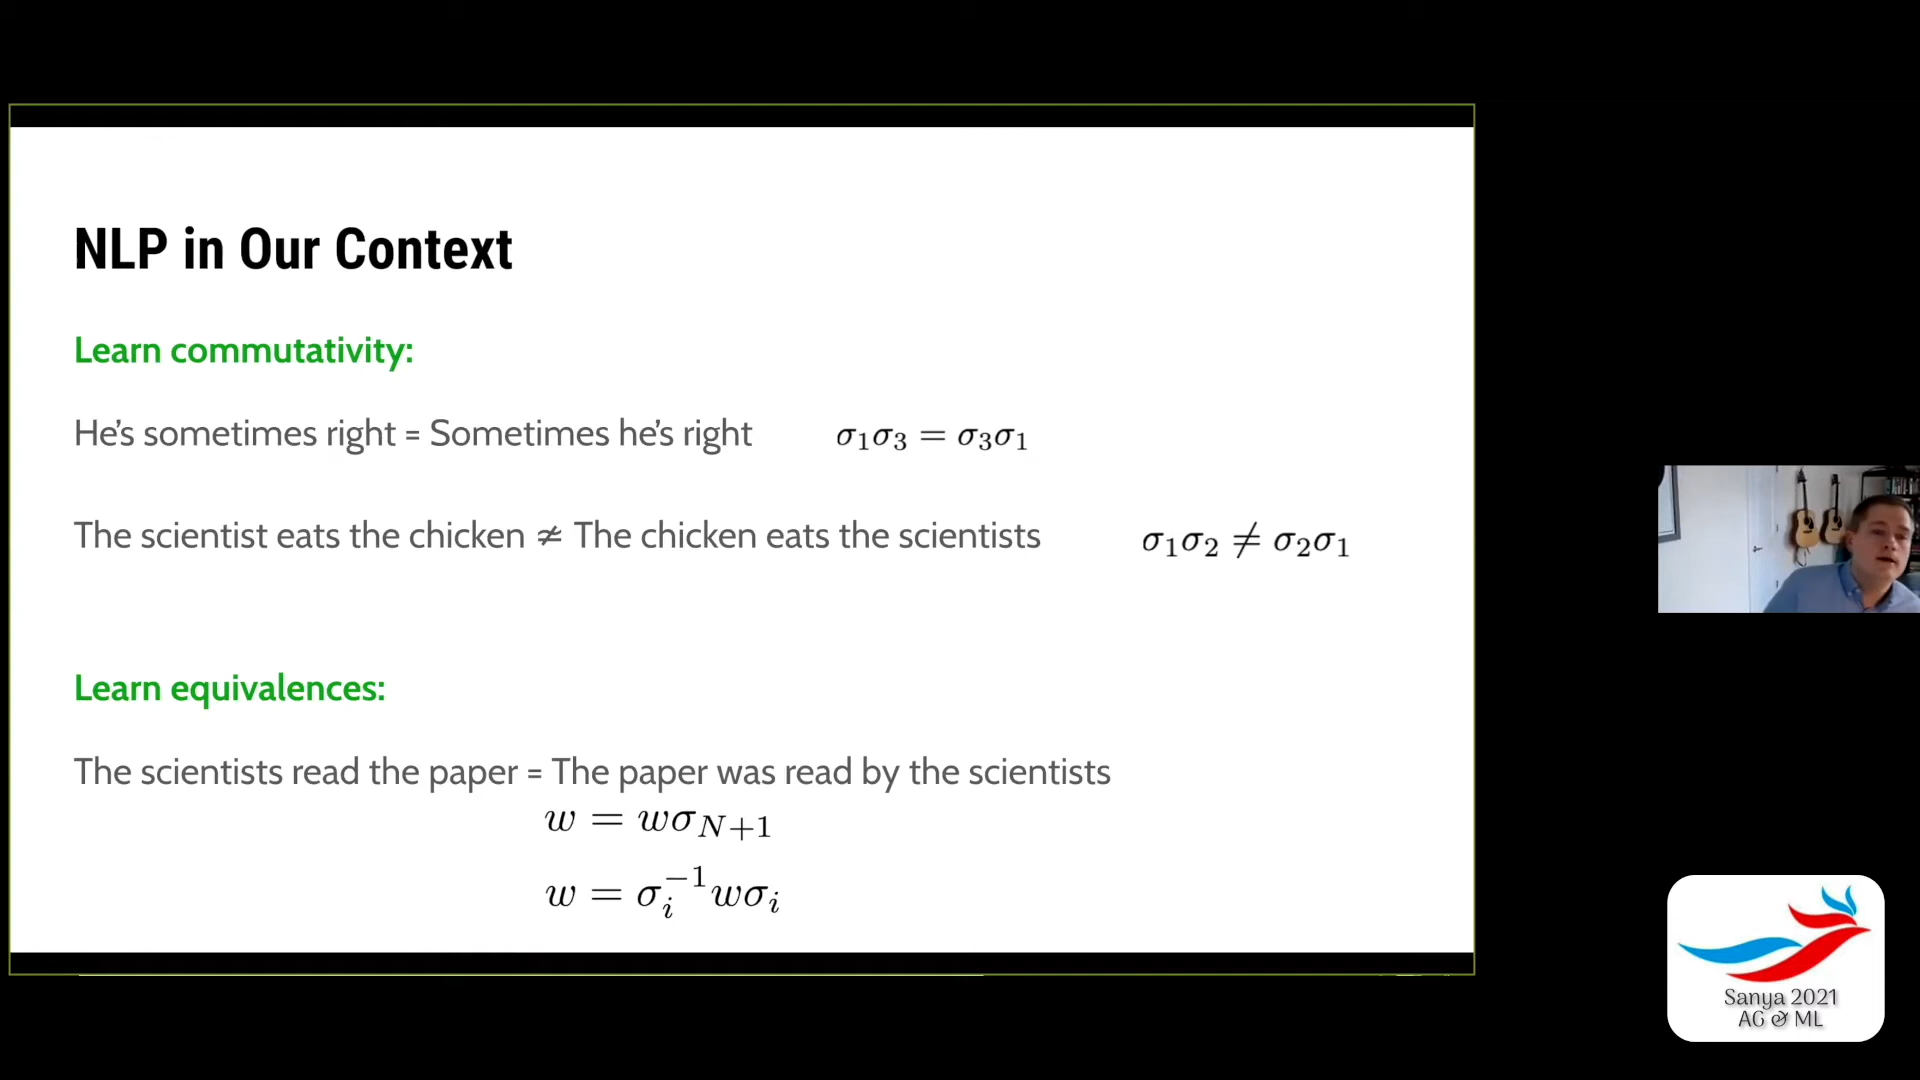 NLP in Our Context
Learn commutativity:
He's sometimes right = Sometimes he's right σ₁σ₃ = σ₃σ₁
The scientist eats the chicken ≠ The chicken eats the scientists σ₁σ₂ ≠ σ₂σ₁
Learn equivalences:
The scientists read the paper = The paper was read by the scientists
w = wσ_{N+1}
w = σ_i^{-1}wσ_i
Sanya 2021
AG & ML